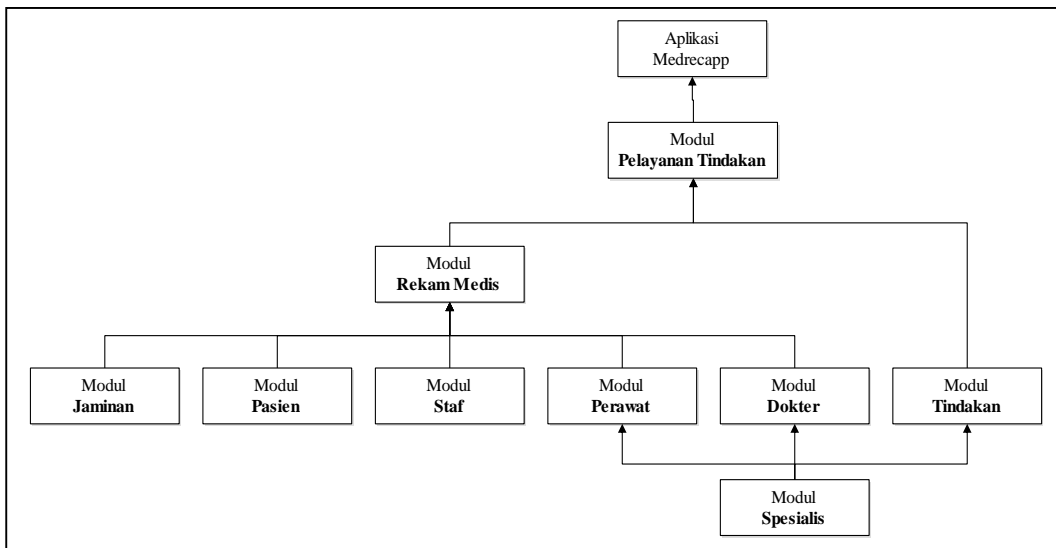 Aplikasi
Medrecapp
Modul
Pelayanan Tindakan
Modul
Rekam Medis
Modul
Jaminan
Modul
Pasien
Modul
Staf
Modul
Perawat
Modul
Dokter
Modul
Tindakan
Modul
Spesialis